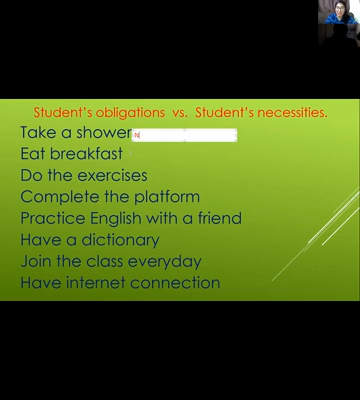 Student's obligations vs. Student's necessities.
Take a shower N
Eat breakfast
Do the exercises
Complete the platform
Practice English with a friend
Have a dictionary
Join the class everyday
Have internet connection